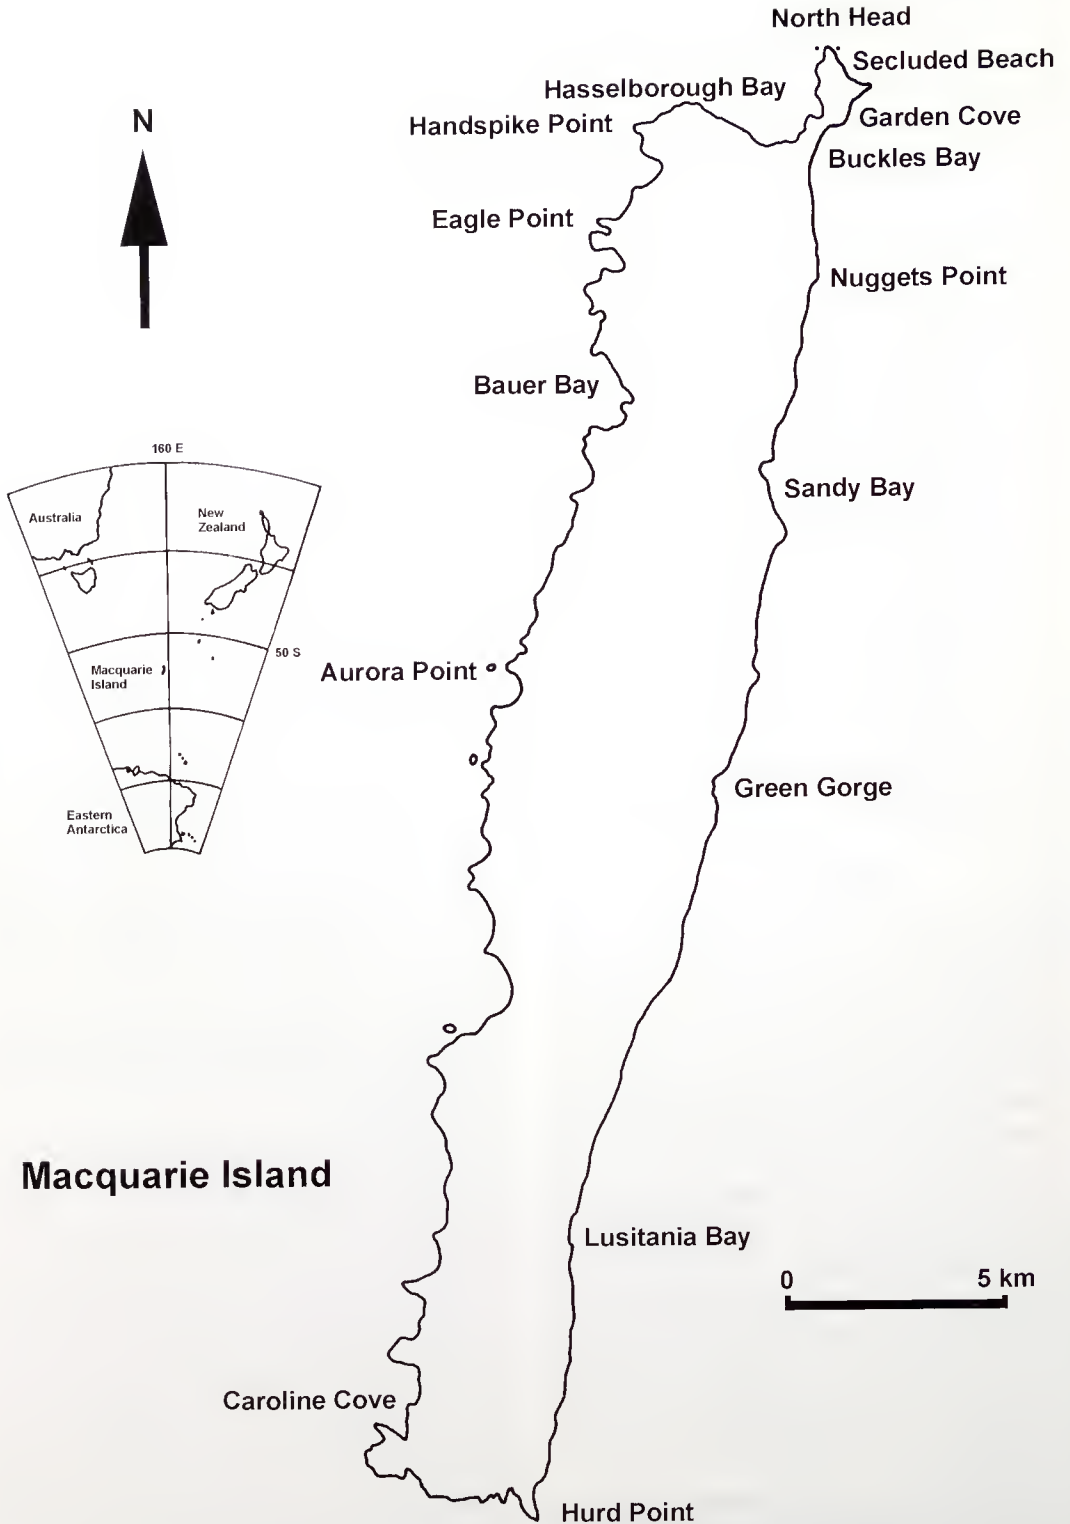 North Head
Secluded Beach
Hasselborough Bay
Handspike Point
Garden Cove
N
Buckles Bay
Eagle Point
Nuggets Point
Bauer Bay
160 E
Sandy Bay
Australia
New
Zealand
50 S
Macquarie
Island
Aurora Point
Green Gorge
Eastern
Antarctica
Macquarie Island
Lusitania Bay
0
5 km
Caroline Cove
Hurd Point